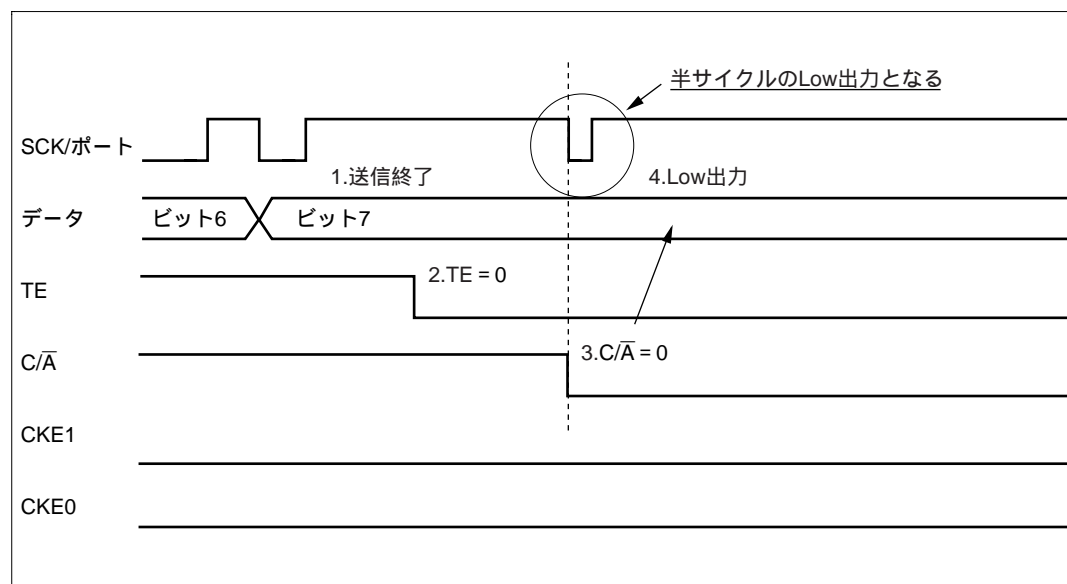 半サイクルのLow出力となる
SCK/ポート
1.送信終了
4.Low出力
データ
ビット6
ビット7
TE
2.TE = 0
C/A̅
3.C/A̅ = 0
CKE1
CKE0